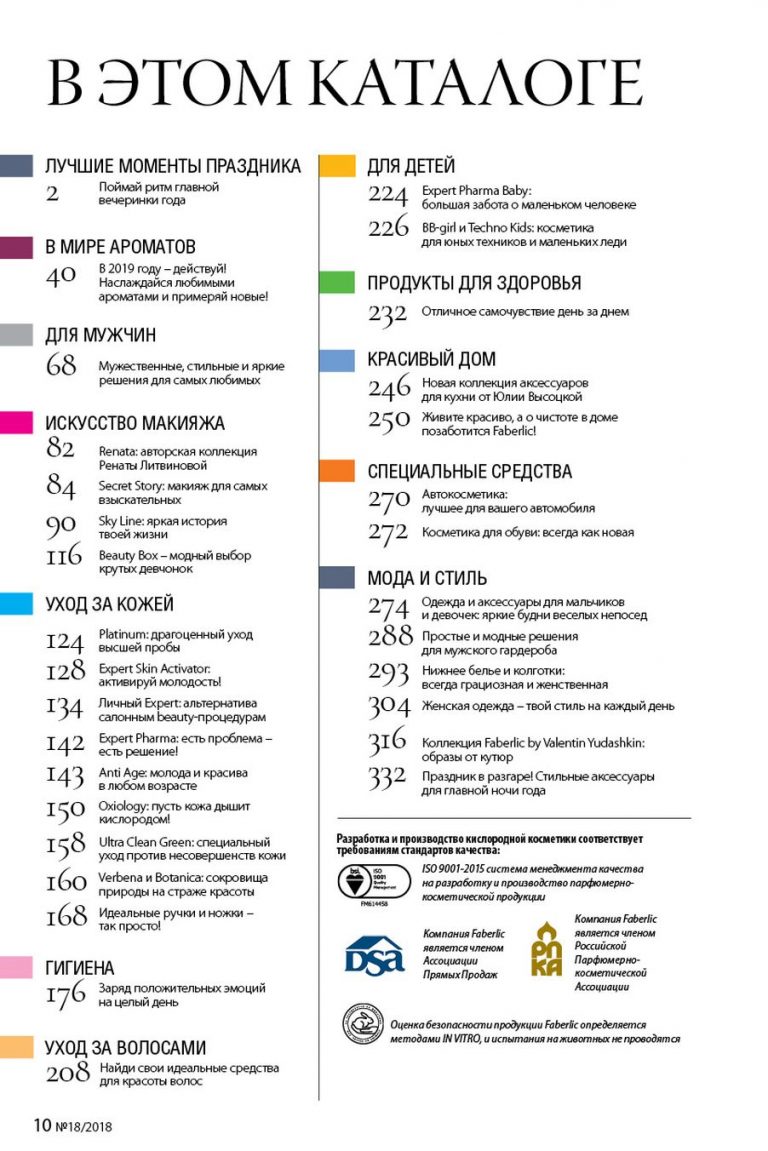 В ЭТОМ КАТАЛОГЕ
ЛУЧШИЕ МОМЕНТЫ ПРАЗДНИКА
2 Поймай ритм главной
вечеринки года
В МИРЕ АРОМАТОВ
40 В 2019 году – действуй!
Наслаждайся любимыми
ароматами и примеряй новые!
ДЛЯ МУЖЧИН
68 Мужественные, стильные и яркие
решения для самых любимых
ИСКУССТВО МАКИЯЖА
82 Renata: авторская коллекция
Ренаты Литвиновой
84 Secret Story: макияж для самых
взыскательных
90 Sky Line: яркая история
твоей жизни
116 Beauty Box – модный выбор
крутых девчонок
УХОД ЗА КОЖЕЙ
124 Platinum: драгоценный уход
высшей пробы
128 Expert Skin Activator:
активируй молодость!
134 Личный Expert: альтернатива
салонным beauty-процедурам
142 Expert Pharma: есть проблема –
есть решение!
143 Anti Age: молода и красива
в любом возрасте
150 Oxiology: пусть кожа дышит
кислородом!
158 Ultra Clean Green: специальный
уход против несовершенств кожи
160 Verbena и Botanica: сокровища
природы на страже красоты
168 Идеальные ручки и ножки –
так просто!
ГИГИЕНА
176 Заряд положительных эмоций
на целый день
УХОД ЗА ВОЛОСАМИ
208 Найди свои идеальные средства
для красоты волос
ДЛЯ ДЕТЕЙ
224 Expert Pharma Baby:
большая забота о маленьком человеке
226 BB-girl и Techno Kids: косметика
для юных техников и маленьких леди
ПРОДУКТЫ ДЛЯ ЗДОРОВЬЯ
232 Отличное самочувствие день за днем
КРАСИВЫЙ ДОМ
246 Новая коллекция аксессуаров
для кухни от Юлии Высоцкой
250 Живите красиво, а о чистоте в доме
позаботится Faberlic!
СПЕЦИАЛЬНЫЕ СРЕДСТВА
270 Автокосметика:
лучшее для вашего автомобиля
272 Косметика для обуви: всегда как новая
МОДА И СТИЛЬ
274 Одежда и аксессуары для мальчиков
и девочек: яркие будни веселых непосед
288 Простые и модные решения
для мужского гардероба
293 Нижнее белье и колготки:
всегда грациозная и женственная
304 Женская одежда – твой стиль на каждый день
316 Коллекция Faberlic by Valentin Yudashkin:
образы от кутюр
332 Праздник в разгаре! Стильные аксессуары
для главной ночи года
Разработка и производство кислородной косметики соответствует
требованиям стандартов качества:
bsi.
ISO
9001
Quality
Management
FM614458
ISO 9001-2015 система менеджмента качества
на разработку и производство парфюмерно-
косметической продукции
DSA
Компания Faberlic
является членом
Ассоциации
Прямых Продаж
РПКА
Компания Faberlic
является членом
Российской
Парфюмерно-
косметической
Ассоциации
Оценка безопасности продукции Faberlic определяется
методами IN VITRO, и испытания на животных не проводятся
10 №18/2018